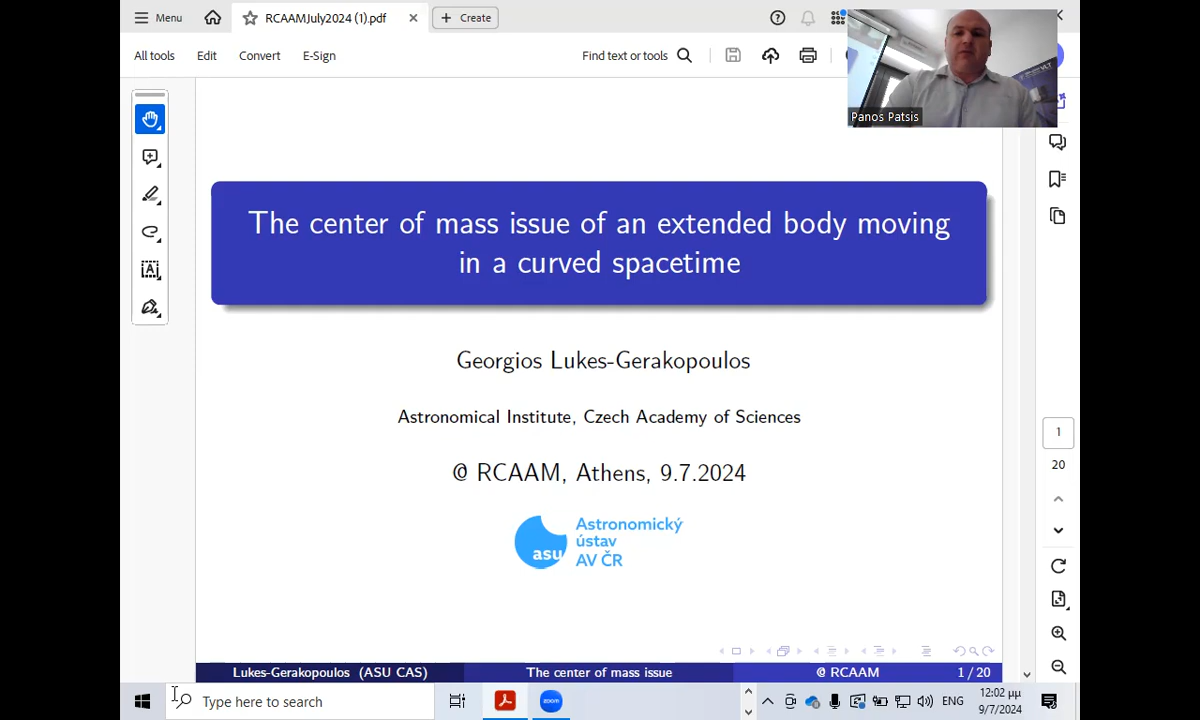 Menu
RCAAMJuly2024 (1).pdf
Create
All tools
Edit
Convert
E-Sign
Find text or tools
Panos Patsis
The center of mass issue of an extended body moving
in a curved spacetime
Georgios Lukes-Gerakopoulos
Astronomical Institute, Czech Academy of Sciences
@ RCAAM, Athens, 9.7.2024
asu
Astronomický
ústav
AV ČR
1
20
Lukes-Gerakopoulos (ASU CAS)
The center of mass issue
@ RCAAM
1 / 20
Type here to search
zoom
ENG
12:02 μμ
9/7/2024